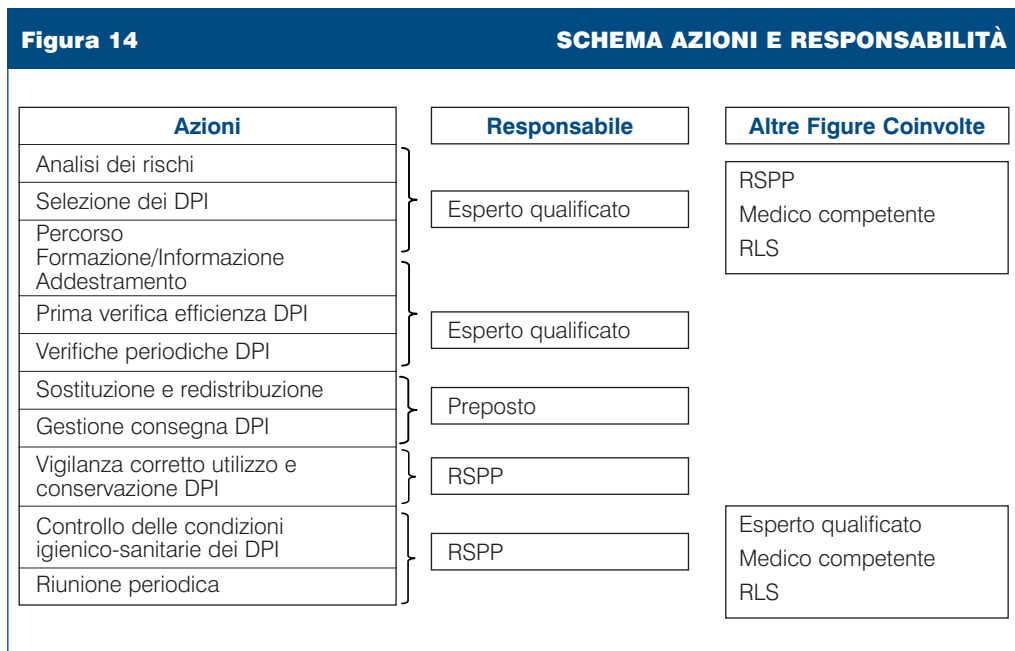 Figura 14
SCHEMA AZIONI E RESPONSABILITÀ
Azioni
Responsabile
Altre Figure Coinvolte
Analisi dei rischi
Selezione dei DPI
Percorso
Formazione/Informazione
Addestramento
Prima verifica efficienza DPI
Verifiche periodiche DPI
Sostituzione e redistribuzione
Gestione consegna DPI
Vigilanza corretto utilizzo e
conservazione DPI
Controllo delle condizioni
igienico-sanitarie dei DPI
Riunione periodica
Esperto qualificato
Esperto qualificato
Preposto
RSPP
RSPP
RSPP
Medico competente
RLS
Esperto qualificato
Medico competente
RLS